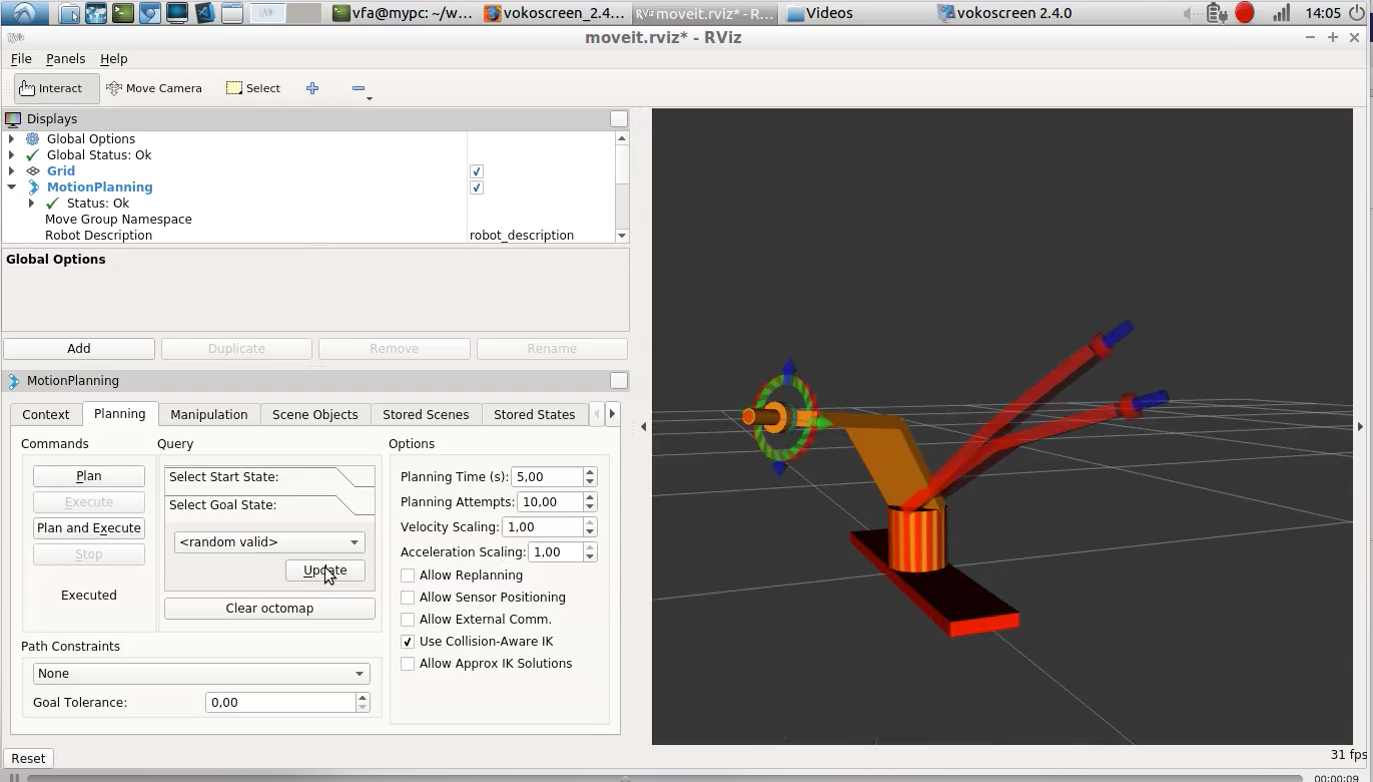 vfa@mypc: ~/w... vokoscreen_2.4... RViz moveit.rviz* - R... Videos vokoscreen 2.4.0 14:05
RViz moveit.rviz* - RViz
File Panels Help
Interact Move Camera Select
Displays
Global Options
Global Status: Ok
Grid
MotionPlanning
Status: Ok
Move Group Namespace
Robot Description robot_description
Global Options
Add Duplicate Remove Rename
MotionPlanning
Context Planning Manipulation Scene Objects Stored Scenes Stored States
Commands Query Options
Plan Select Start State: Planning Time (s): 5,00
Execute Select Goal State: Planning Attempts: 10,00
Plan and Execute <random valid> Velocity Scaling: 1,00
Stop Update Acceleration Scaling: 1,00
Allow Replanning
Executed Clear octomap Allow Sensor Positioning
Allow External Comm.
Path Constraints Use Collision-Aware IK
None Allow Approx IK Solutions
Goal Tolerance: 0,00
Reset 31 fps
00:00:09